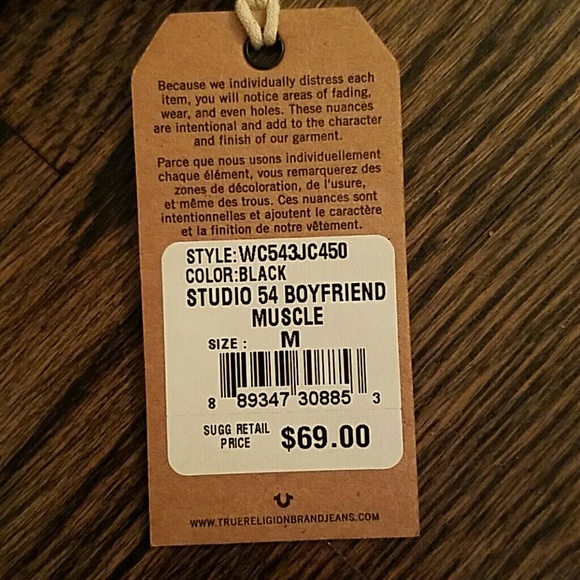 Because we individually distress each
item, you will notice areas of fading,
wear, and even holes. These nuances
are intentional and add to the character
and finish of our garment.
Parce que nous usons individuellement
chaque élément, vous remarquerez des
zones de décoloration, de l'usure,
et même des trous. Ces nuances sont
intentionnelles et ajoutent le caractère
et la finition de notre vêtement.
STYLE:WC543JC450
COLOR:BLACK
STUDIO 54 BOYFRIEND
MUSCLE
SIZE : M
8 89347 30885 3
SUGG RETAIL
PRICE $69.00
WWW.TRUERELIGIONBRANDJEANS.COM